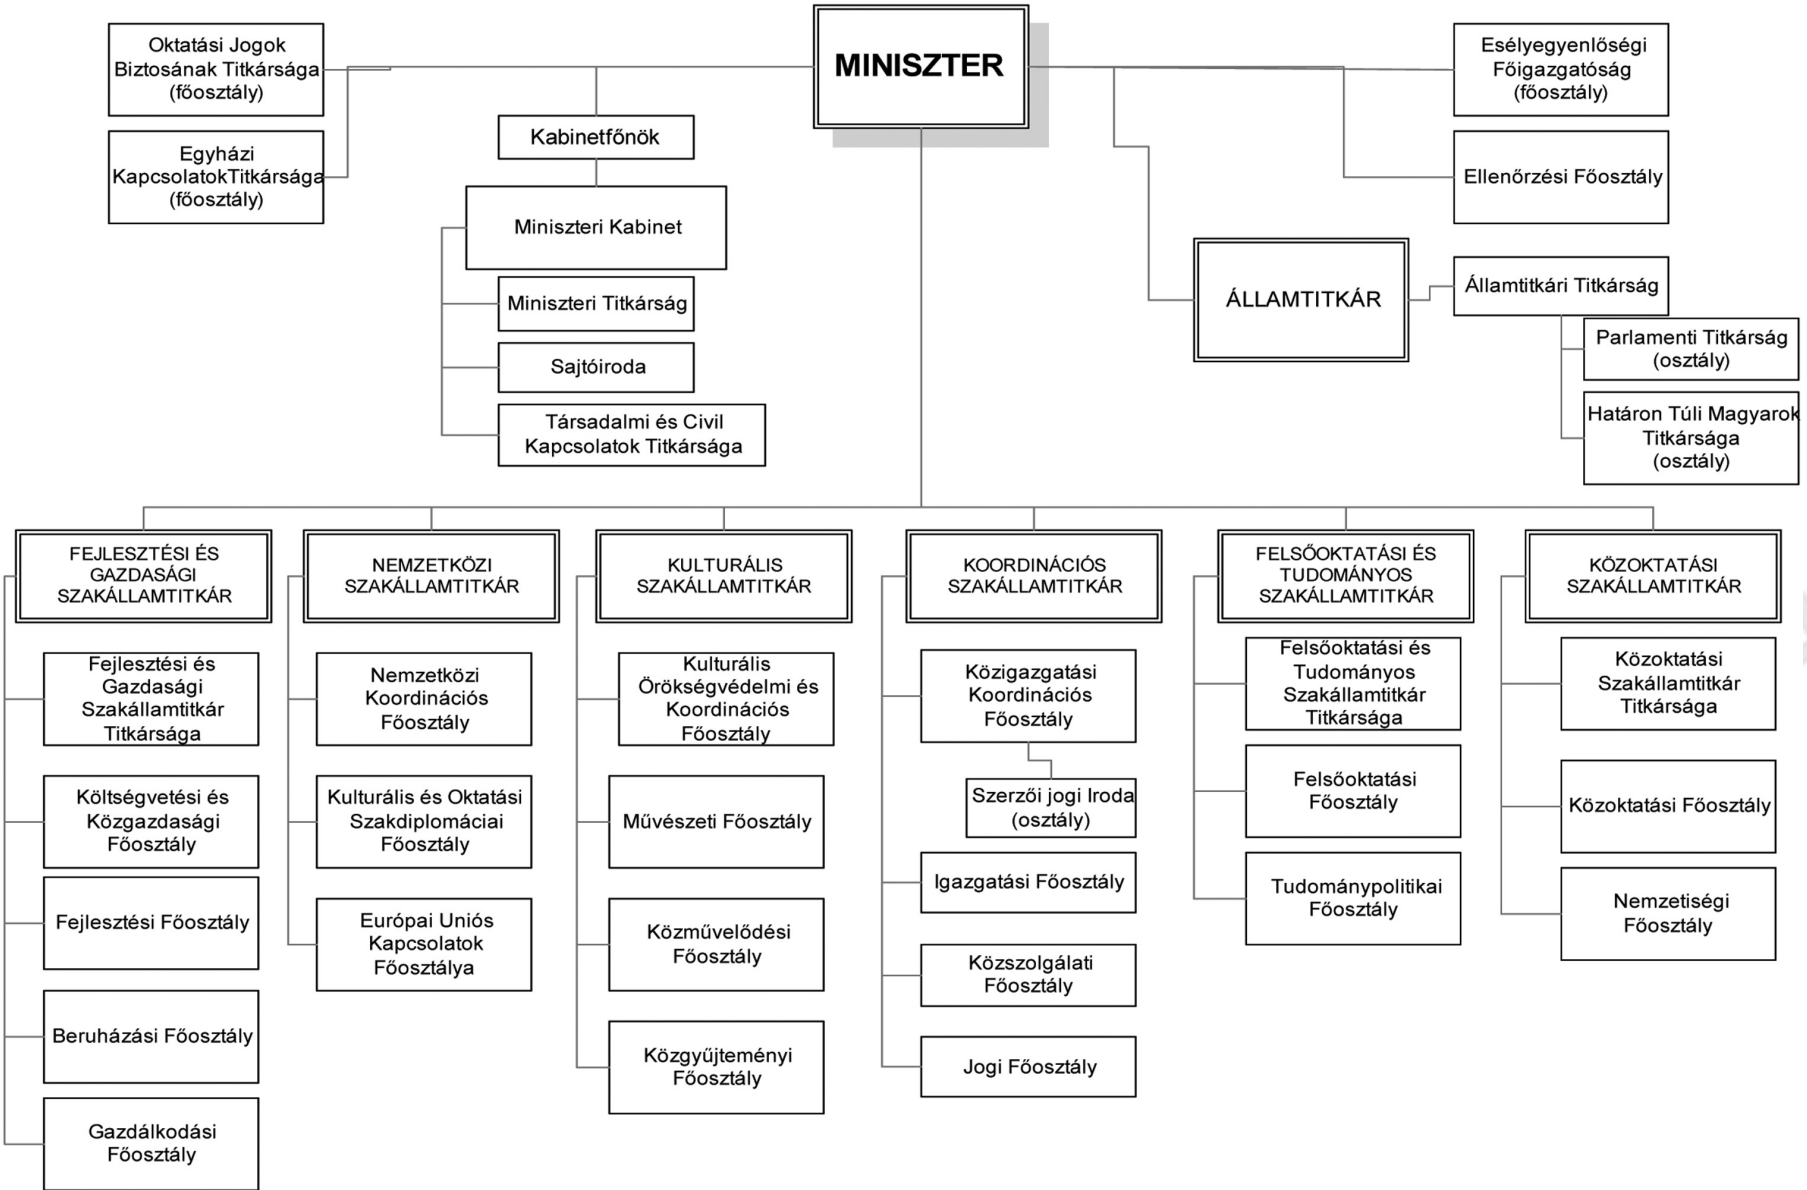 Oktatási Jogok
Biztosának Titkársága
(főosztály)
Egyházi
KapcsolatokTitkársága
(főosztály)
MINISZTER
Kabinetfőnök
Miniszteri Kabinet
Miniszteri Titkárság
Sajtóiroda
Társadalmi és Civil
Kapcsolatok Titkársága
Esélyegyenlőségi
Főigazgatóság
(főosztály)
Ellenőrzési Főosztály
ÁLLAMTITKÁR
Államtitkári Titkárság
Parlamenti Titkárság
(osztály)
Határon Túli Magyarok
Titkársága
(osztály)
FEJLESZTÉSI ÉS
GAZDASÁGI
SZAKÁLLAMTITKÁR
Fejlesztési és
Gazdasági
Szakállamtitkár
Titkársága
Költségvetési és
Közgazdasági
Főosztály
Fejlesztési Főosztály
Beruházási Főosztály
Gazdálkodási
Főosztály
NEMZETKÖZI
SZAKÁLLAMTITKÁR
Nemzetközi
Koordinációs
Főosztály
Kulturális és Oktatási
Szakdiplomáciai
Főosztály
Európai Uniós
Kapcsolatok
Főosztálya
KULTURÁLIS
SZAKÁLLAMTITKÁR
Kulturális
Örökségvédelmi és
Koordinációs
Főosztály
Művészeti Főosztály
Közművelődési
Főosztály
Közgyűjteményi
Főosztály
KOORDINÁCIÓS
SZAKÁLLAMTITKÁR
Közigazgatási
Koordinációs
Főosztály
Szerzői jogi Iroda
(osztály)
Igazgatási Főosztály
Közszolgálati
Főosztály
Jogi Főosztály
FELSŐOKTATÁSI ÉS
TUDOMÁNYOS
SZAKÁLLAMTITKÁR
Felsőoktatási és
Tudományos
Szakállamtitkár
Titkársága
Felsőoktatási
Főosztály
Tudománypolitikai
Főosztály
KÖZOKTATÁSI
SZAKÁLLAMTITKÁR
Közoktatási
Szakállamtitkár
Titkársága
Közoktatási Főosztály
Nemzetiségi
Főosztály